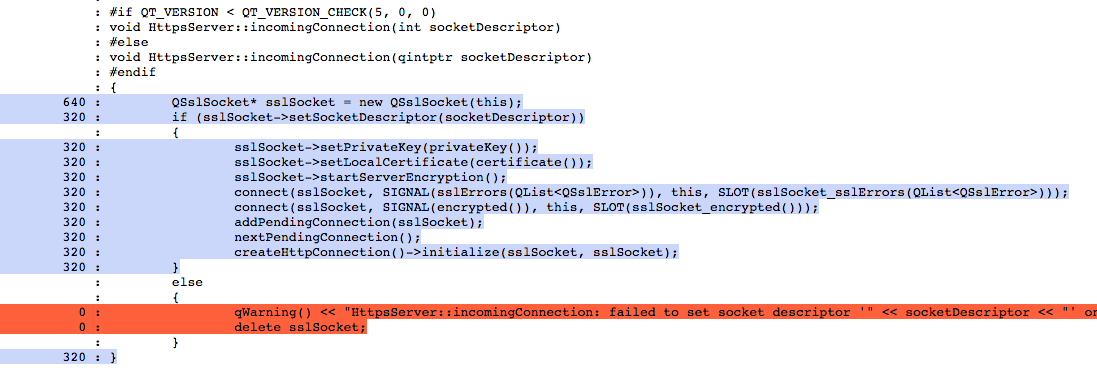 : #if QT_VERSION < QT_VERSION_CHECK(5, 0, 0)
: void HttpsServer::incomingConnection(int socketDescriptor)
: #else
: void HttpsServer::incomingConnection(qintptr socketDescriptor)
: #endif
: {
640 : QSslSocket* sslSocket = new QSslSocket(this);
320 : if (sslSocket->setSocketDescriptor(socketDescriptor))
: {
320 : sslSocket->setPrivateKey(privateKey());
320 : sslSocket->setLocalCertificate(certificate());
320 : sslSocket->startServerEncryption();
320 : connect(sslSocket, SIGNAL(sslErrors(QList<QSslError>)), this, SLOT(sslSocket_sslErrors(QList<QSslError>)));
320 : connect(sslSocket, SIGNAL(encrypted()), this, SLOT(sslSocket_encrypted()));
320 : addPendingConnection(sslSocket);
320 : nextPendingConnection();
320 : createHttpConnection()->initialize(sslSocket, sslSocket);
320 : }
: else
: {
0 : qWarning() << "HttpsServer::incomingConnection: failed to set socket descriptor '" << socketDescriptor << "' on
0 : delete sslSocket;
: }
320 : }